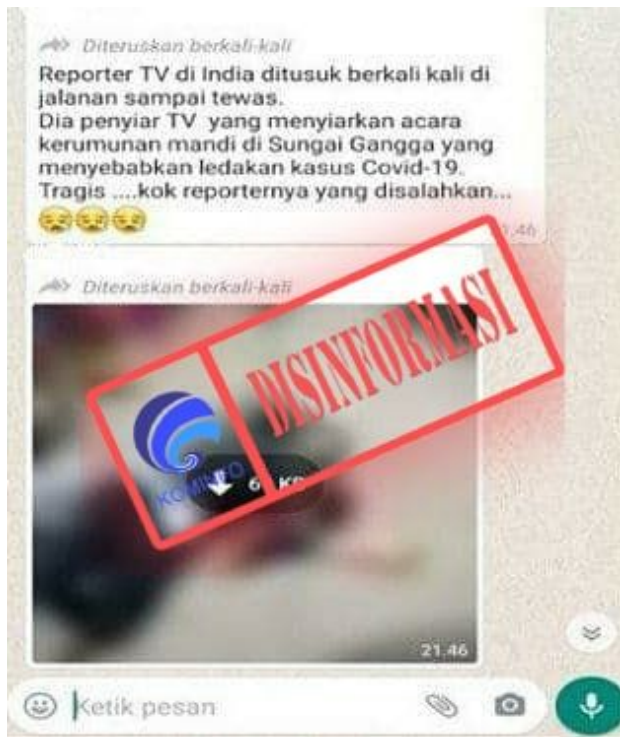 Diteruskan berkali-kali
Reporter TV di India ditusuk berkali kali di
jalanan sampai tewas.
Dia penyiar TV yang menyiarkan acara
kerumunan mandi di Sungai Gangga yang
menyebabkan ledakan kasus Covid-19.
Tragis ....kok reporternya yang disalahkan...
Diteruskan berkali-kali
DISINFORMASI
KOMINFO
21.46
Ketik pesan